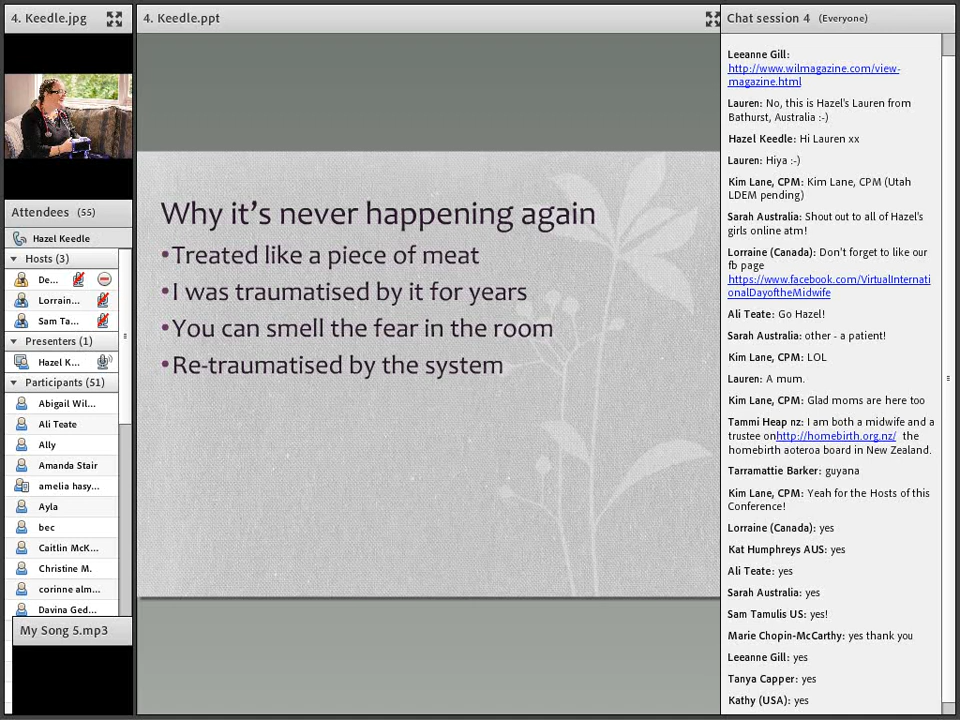 4. Keedle.jpg
Attendees (55)
Hazel Keedle
Hosts (3)
De...
Lorrain...
Sam Ta...
Presenters (1)
Hazel K...
Participants (51)
Abigail Wil...
Ali Teate
Ally
Amanda Stair
amelia hasy...
Ayla
bec
Caitlin McK...
Christine M.
corinne alm...
Davina Ged...
My Song 5.mp3
4. Keedle.ppt
Why it’s never happening again
•Treated like a piece of meat
•I was traumatised by it for years
•You can smell the fear in the room
•Re-traumatised by the system
Chat session 4 (Everyone)
Leeanne Gill:
http://www.wilmagazine.com/view-
magazine.html
Lauren: No, this is Hazel's Lauren from
Bathurst, Australia :-)
Hazel Keedle: Hi Lauren xx
Lauren: Hiya :-)
Kim Lane, CPM: Kim Lane, CPM (Utah
LDEM pending)
Sarah Australia: Shout out to all of Hazel's
girls online atm!
Lorraine (Canada): Don't forget to like our
fb page
https://www.facebook.com/VirtualInternati
onalDayoftheMidwife
Ali Teate: Go Hazel!
Sarah Australia: other - a patient!
Kim Lane, CPM: LOL
Lauren: A mum.
Kim Lane, CPM: Glad moms are here too
Tammi Heap nz: I am both a midwife and a
trustee onhttp://homebirth.org.nz/ the
homebirth aoteroa board in New Zealand.
Tarramattie Barker: guyana
Kim Lane, CPM: Yeah for the Hosts of this
Conference!
Lorraine (Canada): yes
Kat Humphreys AUS: yes
Ali Teate: yes
Sarah Australia: yes
Sam Tamulis US: yes!
Marie Chopin-McCarthy: yes thank you
Leeanne Gill: yes
Tanya Capper: yes
Kathy (USA): yes